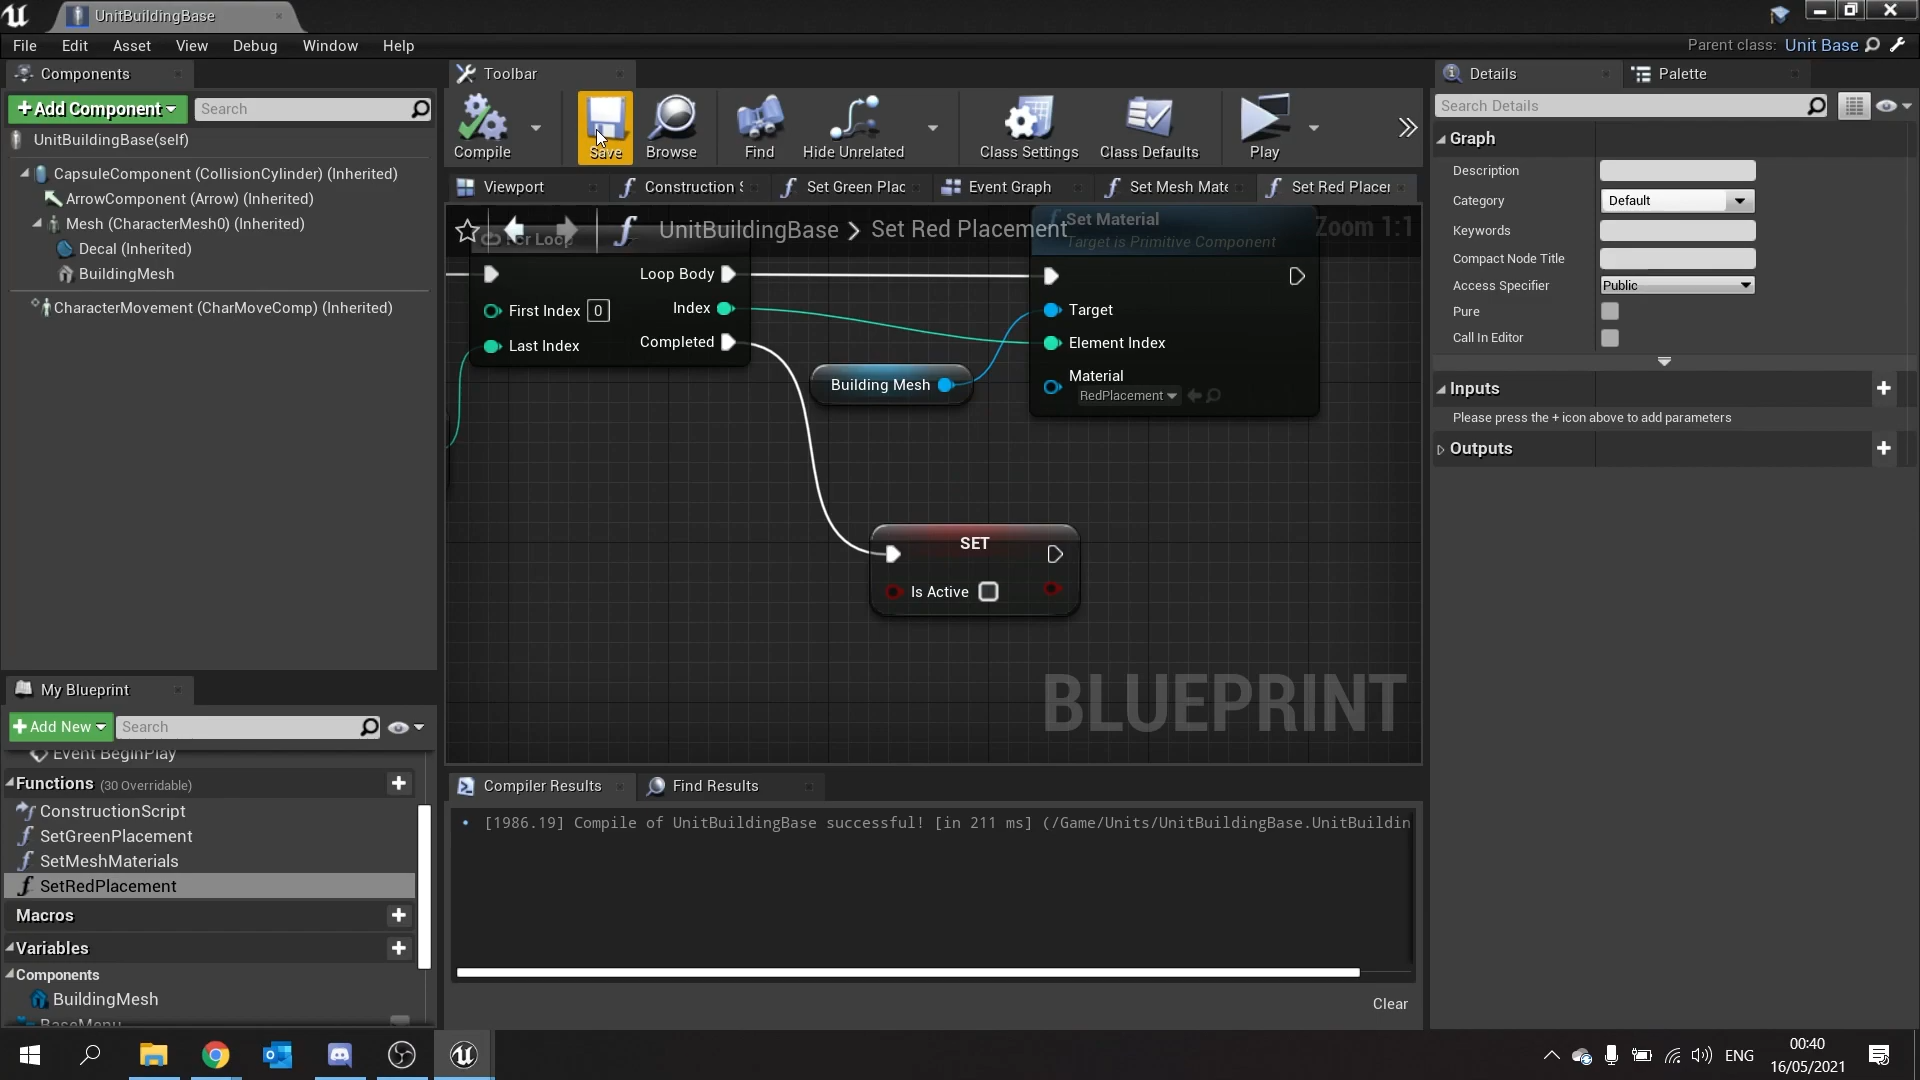 UnitBuildingBase
File Edit Asset View Debug Window Help
Parent class: Unit Base
Components
+Add Component
Search
UnitBuildingBase(self)
CapsuleComponent (CollisionCylinder) (Inherited)
ArrowComponent (Arrow) (Inherited)
Mesh (CharacterMesh0) (Inherited)
Decal (Inherited)
BuildingMesh
CharacterMovement (CharMoveComp) (Inherited)
My Blueprint
+Add New
Search
Event BeginPlay
Functions (30 Overridable)
ConstructionScript
SetGreenPlacement
SetMeshMaterials
SetRedPlacement
Macros
Variables
Components
BuildingMesh
BaseMenu
Toolbar
Compile
Save
Browse
Find
Hide Unrelated
Class Settings
Class Defaults
Play
Viewport
Construction S
Set Green Plac
Event Graph
Set Mesh Mate
Set Red Placer
UnitBuildingBase > Set Red Placement
Zoom 1:1
For Loop
Loop Body
First Index 0
Index
Last Index
Completed
Building Mesh
Set Material
Target is Primitive Component
Target
Element Index
Material
RedPlacement
SET
Is Active
BLUEPRINT
Compiler Results
Find Results
[1986.19] Compile of UnitBuildingBase successful! [in 211 ms] (/Game/Units/UnitBuildingBase.UnitBuildin
Clear
Details
Palette
Search Details
Graph
Description
Category Default
Keywords
Compact Node Title
Access Specifier Public
Pure
Call In Editor
Inputs
Please press the + icon above to add parameters
Outputs
ENG
00:40
16/05/2021